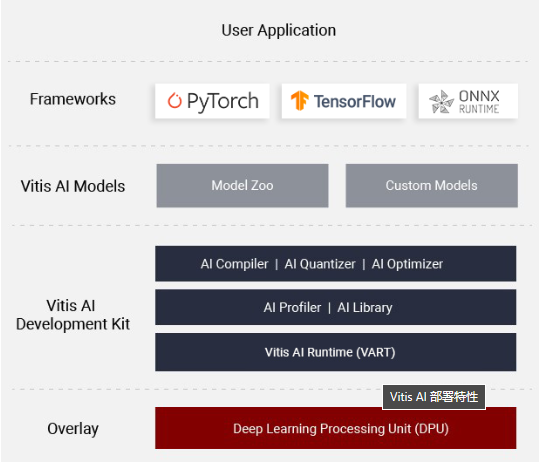 User Application
Frameworks
PyTorch
TensorFlow
ONNX
RUNTIME
Vitis AI Models
Model Zoo
Custom Models
AI Compiler | AI Quantizer | AI Optimizer
Vitis AI
Development Kit
AI Profiler | AI Library
Vitis AI Runtime (VART)
Vitis AI 部署特性
Overlay
Deep Learning Processing Unit (DPU)